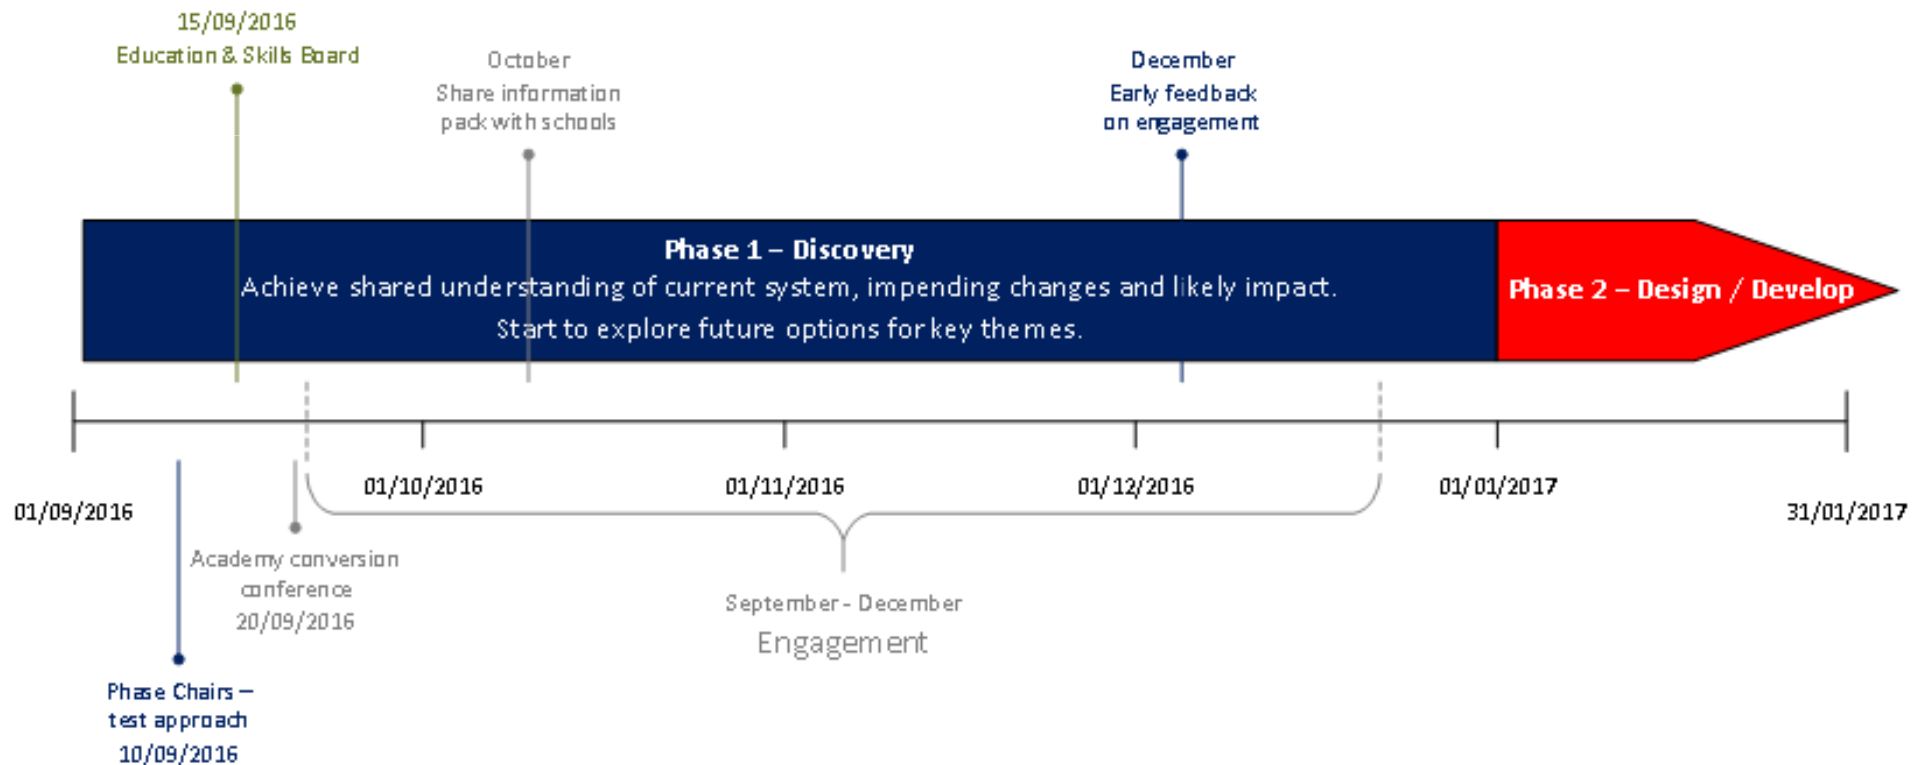 15/09/2016
Education & Skills Board
October
Share information
pack with schools
December
Early feedback
on engagement
Phase 1 – Discovery
Achieve shared understanding of current system, impending changes and likely impact.
Start to explore future options for key themes.
Phase 2 – Design / Develop
01/09/2016
01/10/2016
01/11/2016
01/12/2016
01/01/2017
31/01/2017
Academy conversion
conference
20/09/2016
September - December
Engagement
Phase Chairs –
test approach
10/09/2016